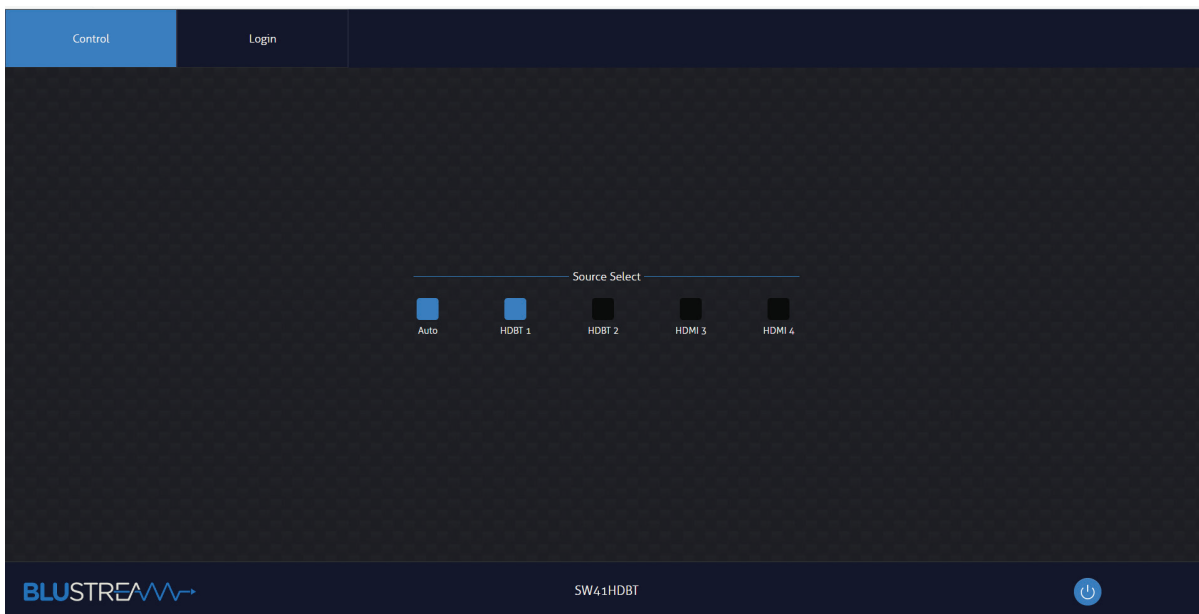 Control
Login
Source Select
Auto
HDBT 1
HDBT 2
HDMI 3
HDMI 4
BLUSTREAM
SW41HDBT